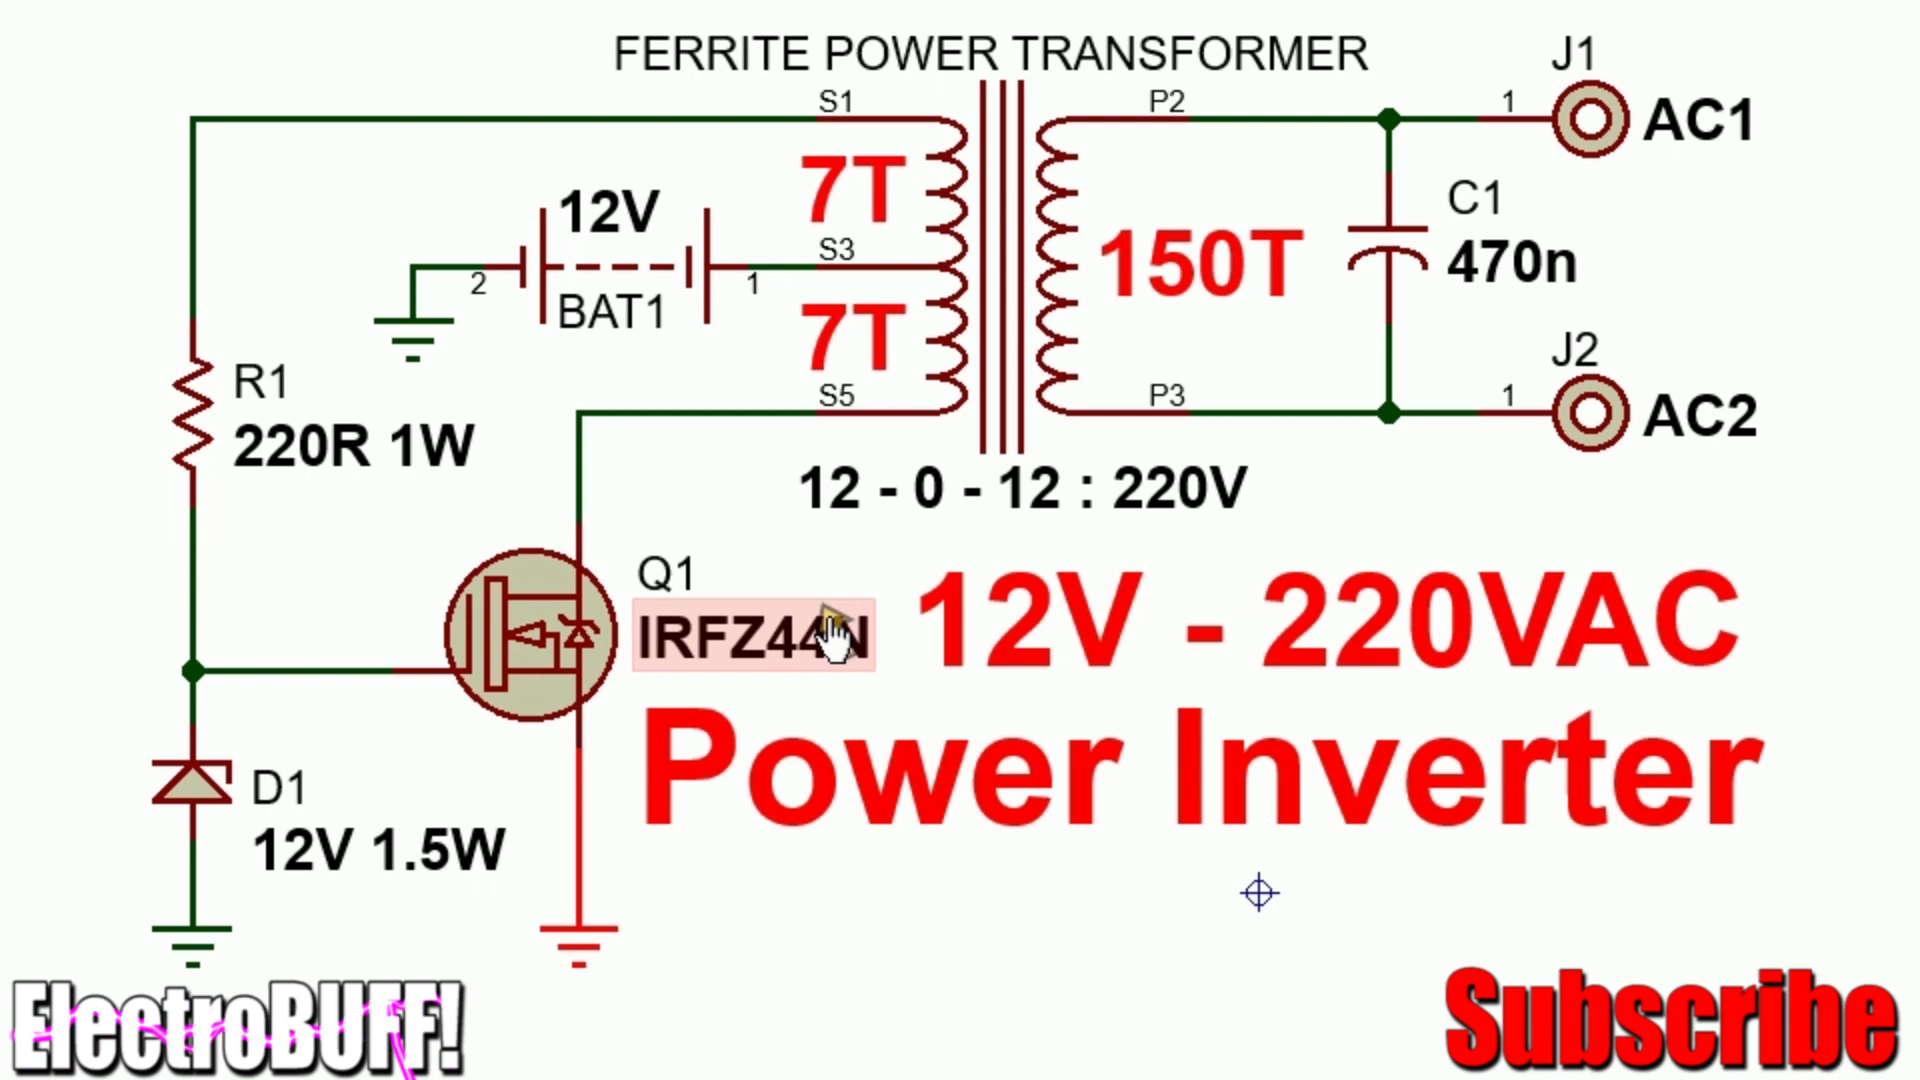 FERRITE POWER TRANSFORMER
J1
S1
P2
1
AC1
7T
12V
C1
470n
S3
150T
2
1
BAT1
7T
J2
R1
220R 1W
S5
P3
1
AC2
12 - 0 - 12 : 220V
Q1
IRFZ44N
12V - 220VAC
Power Inverter
D1
12V 1.5W
ElectroBUFF!
Subscribe